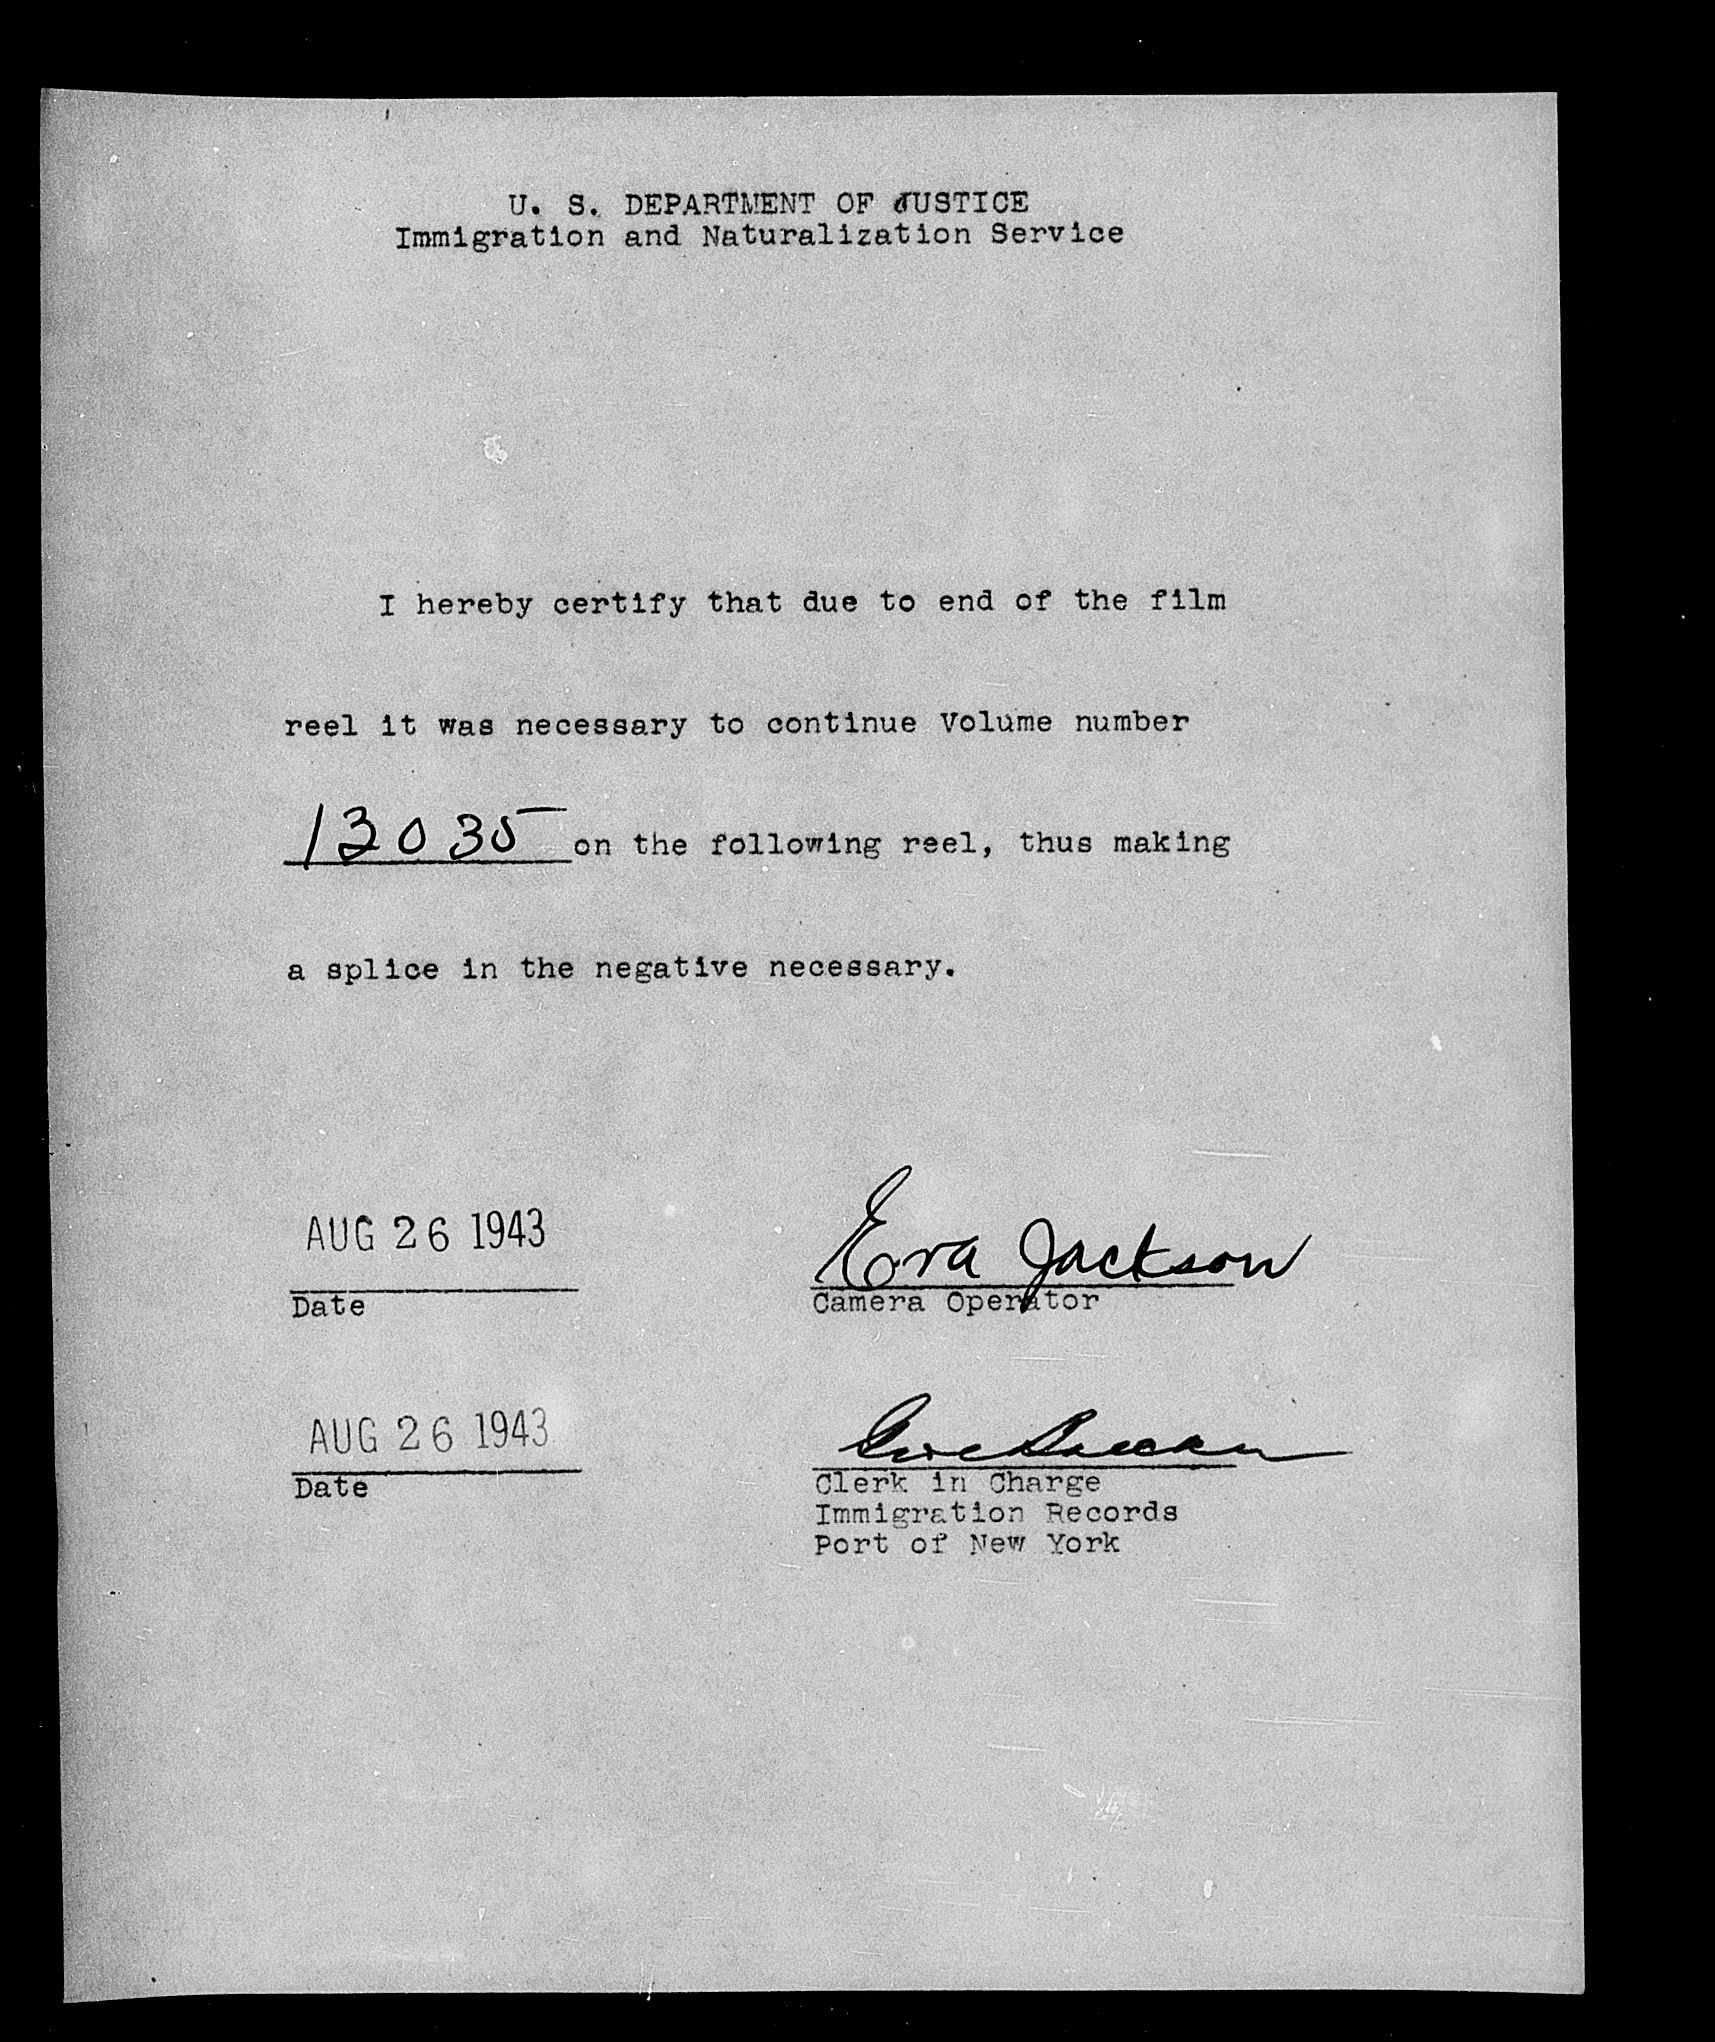 U. S. DEPARTMENT OF JUSTICE
Immigration and Naturalization Service
I hereby certify that due to end of the film
reel it was necessary to continue Volume number
13035 on the following reel, thus making
a splice in the negative necessary.
AUG 26 1943
Date
Eva Jackson
Camera Operator
AUG 26 1943
Date
Clerk in Charge
Immigration Records
Port of New York